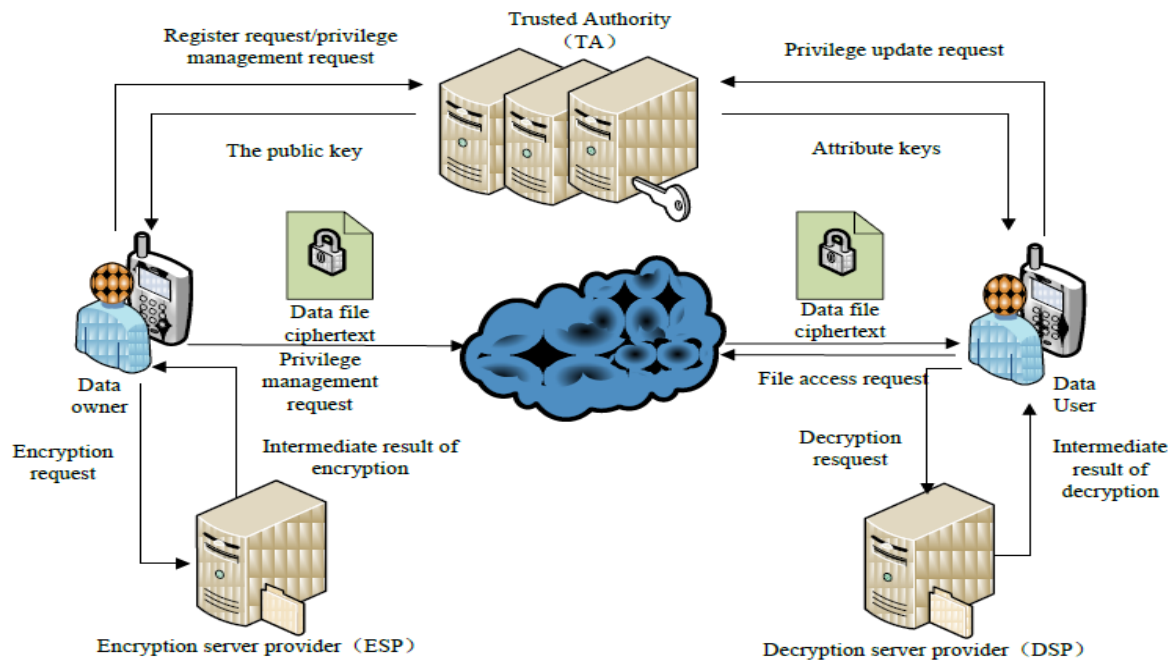 Trusted Authority
（TA）
Register request/privilege
management request
Privilege update request
The public key
Attribute keys
Data file
ciphertext
Data file
ciphertext
Privilege
management
request
File access request
Data
owner
Data
User
Encryption
request
Intermediate result of
encryption
Decryption
resquest
Intermediate
result of
decryption
Encryption server provider（ESP）
Decryption server provider（DSP）